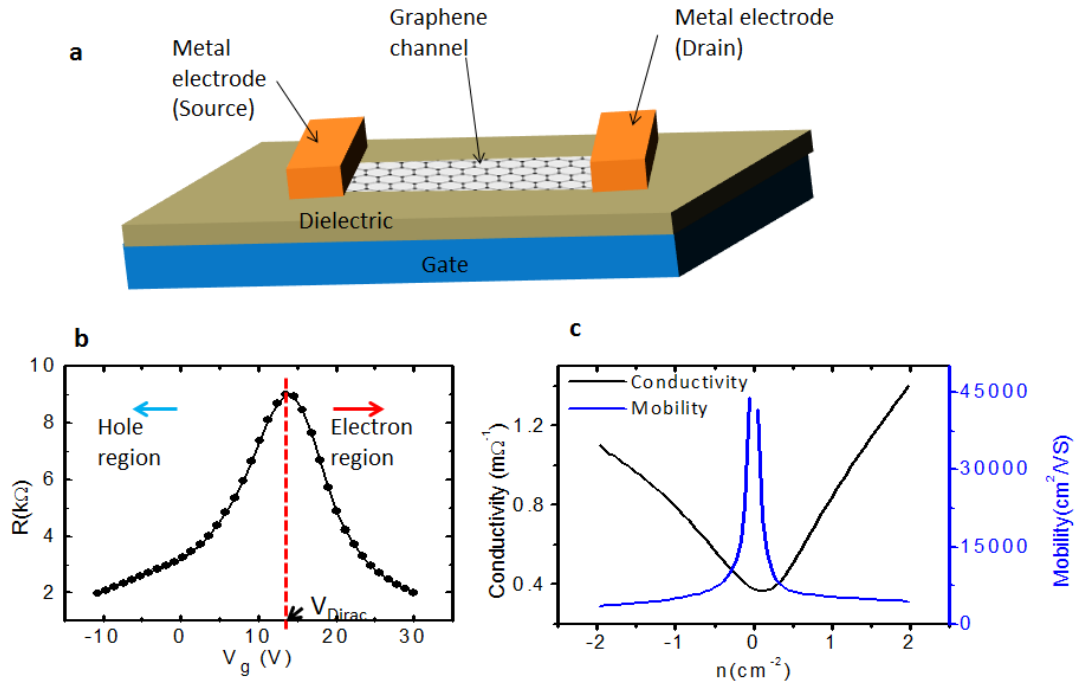 a
Metal
electrode
(Source)
Graphene
channel
Metal electrode
(Drain)
Dielectric
Gate
b
10
8
6
4
2
R(kΩ)
Hole
region
Electron
region
V_Dirac
-10 0 10 20 30
V_g (V)
c
Conductivity
Mobility
1.2
0.8
0.4
Conductivity (mΩ⁻¹)
45000
30000
15000
0
Mobility(cm²/VS)
-2 -1 0 1 2
n(cm⁻²)